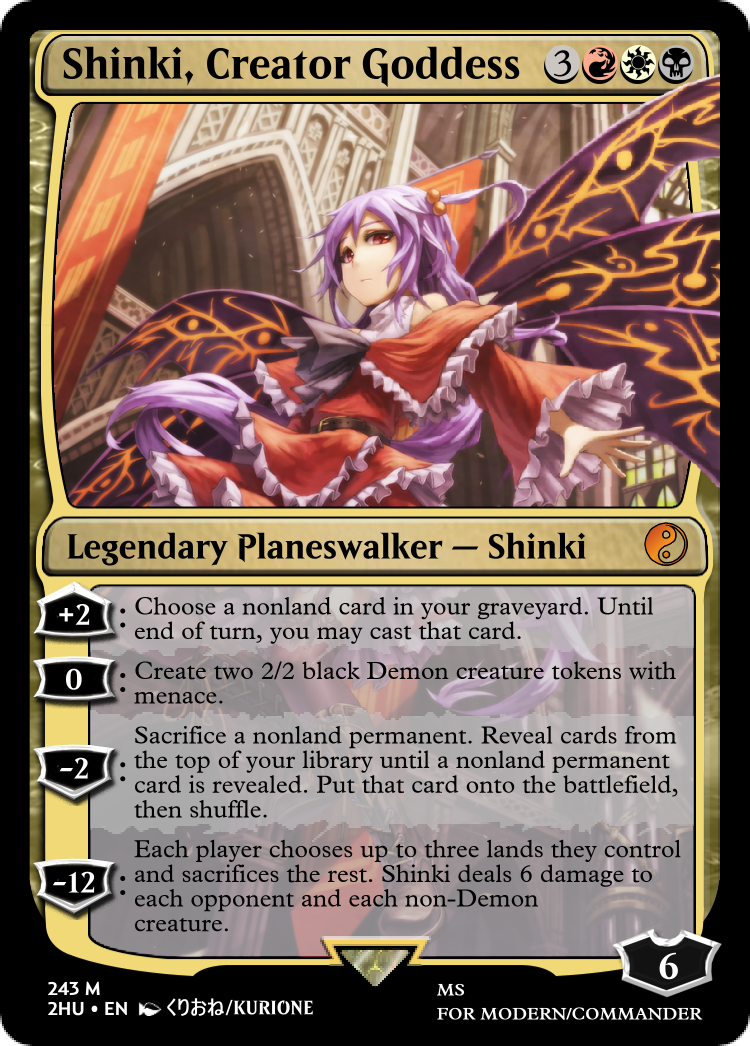 Shinki, Creator Goddess 3
Legendary Planeswalker — Shinki
+2 : Choose a nonland card in your graveyard. Until
end of turn, you may cast that card.
0 : Create two 2/2 black Demon creature tokens with
menace.
Sacrifice a nonland permanent. Reveal cards from
-2 : the top of your library until a nonland permanent
card is revealed. Put that card onto the battlefield,
then shuffle.
Each player chooses up to three lands they control
-12 : and sacrifices the rest. Shinki deals 6 damage to
each opponent and each non-Demon
creature.
6
243 M
2HU • EN くりおね/KURIONE
MS
FOR MODERN/COMMANDER